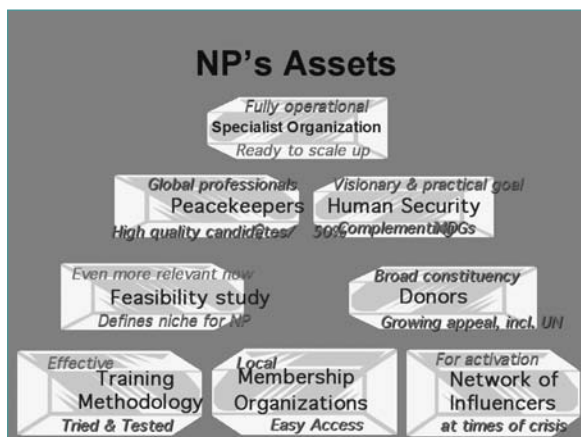 NP's Assets
Fully operational
Specialist Organization
Ready to scale up
Global professionals
Peacekeepers
High quality candidates/ 50%
Visionary & practical goal
Human Security
Complementing MDGs
Even more relevant now
Feasibility study
Defines niche for NP
Broad constituency
Donors
Growing appeal, incl. UN
Effective
Training
Methodology
Tried & Tested
Local
Membership
Organizations
Easy Access
For activation
Network of
Influencers
at times of crisis